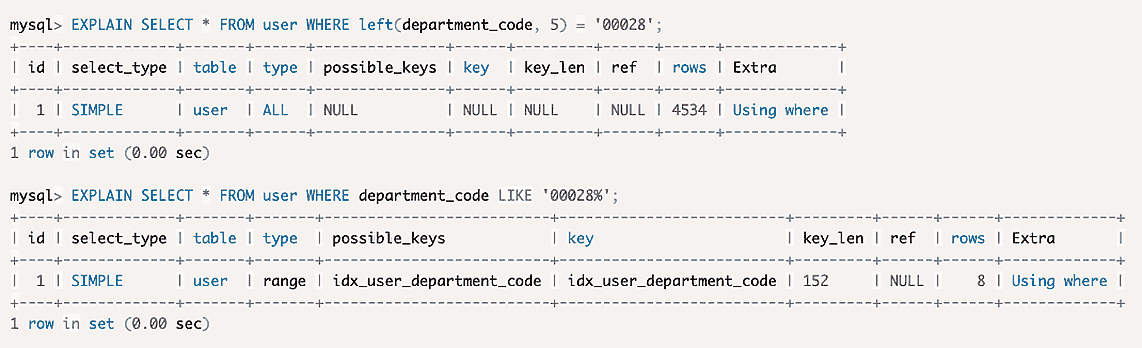 mysql> EXPLAIN SELECT * FROM user WHERE left(department_code, 5) = '00028';
+----+-------------+-------+------+---------------+------+---------+------+------+-------------+
| id | select_type | table | type | possible_keys | key | key_len | ref | rows | Extra |
+----+-------------+-------+------+---------------+------+---------+------+------+-------------+
| 1 | SIMPLE | user | ALL | NULL | NULL | NULL | NULL | 4534 | Using where |
+----+-------------+-------+------+---------------+------+---------+------+------+-------------+
1 row in set (0.00 sec)
mysql> EXPLAIN SELECT * FROM user WHERE department_code LIKE '00028%';
+----+-------------+-------+-------+--------------------------+--------------------------+---------+------+------+-------------+
| id | select_type | table | type | possible_keys | key | key_len | ref | rows | Extra |
+----+-------------+-------+-------+--------------------------+--------------------------+---------+------+------+-------------+
| 1 | SIMPLE | user | range | idx_user_department_code | idx_user_department_code | 152 | NULL | 8 | Using where |
+----+-------------+-------+-------+--------------------------+--------------------------+---------+------+------+-------------+
1 row in set (0.00 sec)